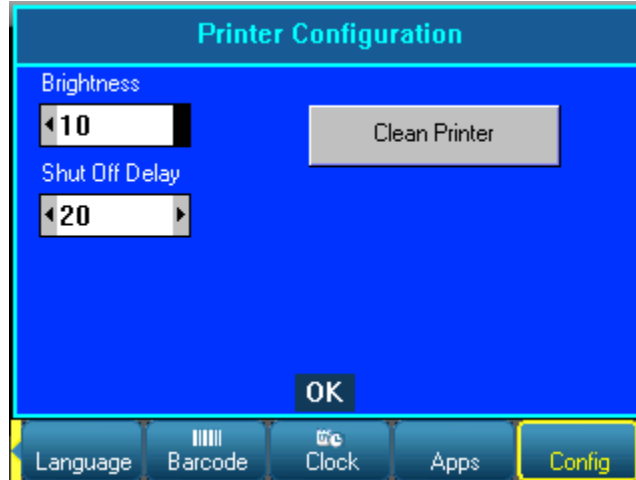 Printer Configuration
Brightness
10
Clean Printer
Shut Off Delay
20
OK
Language Barcode Clock Apps Config